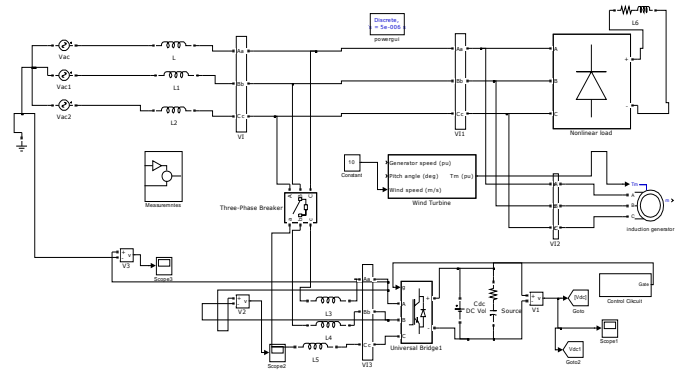 Discrete,
= 5e-006
powergui
L6
Vac
L
Vac1
L1
Vac2
L2
Aa
Bb
Cc
VI
Aa
Bb
Cc
VI1
A
B
C
+
-
Nonlinear load
Measuremntes
10
Constant
Generator speed (pu)
Pitch angle (deg)
Wind speed (m/s)
Tm (pu)
Wind Turbine
Three-Phase Breaker
A
B
C
a
b
c
A
B
C
VI2
Tm
A
B
C
m
induction generator
+
-
v
V3
Scope3
+
-
v
V2
Scope2
L3
L4
L5
Aa
Bb
Cc
VI3
g
A
B
C
+
-
Universal Bridge1
Cdc
DC Vol
Source
+
-
v
V1
[Vdc]
Goto
Vdc1
Goto2
Scope1
Gate
Control Circuit